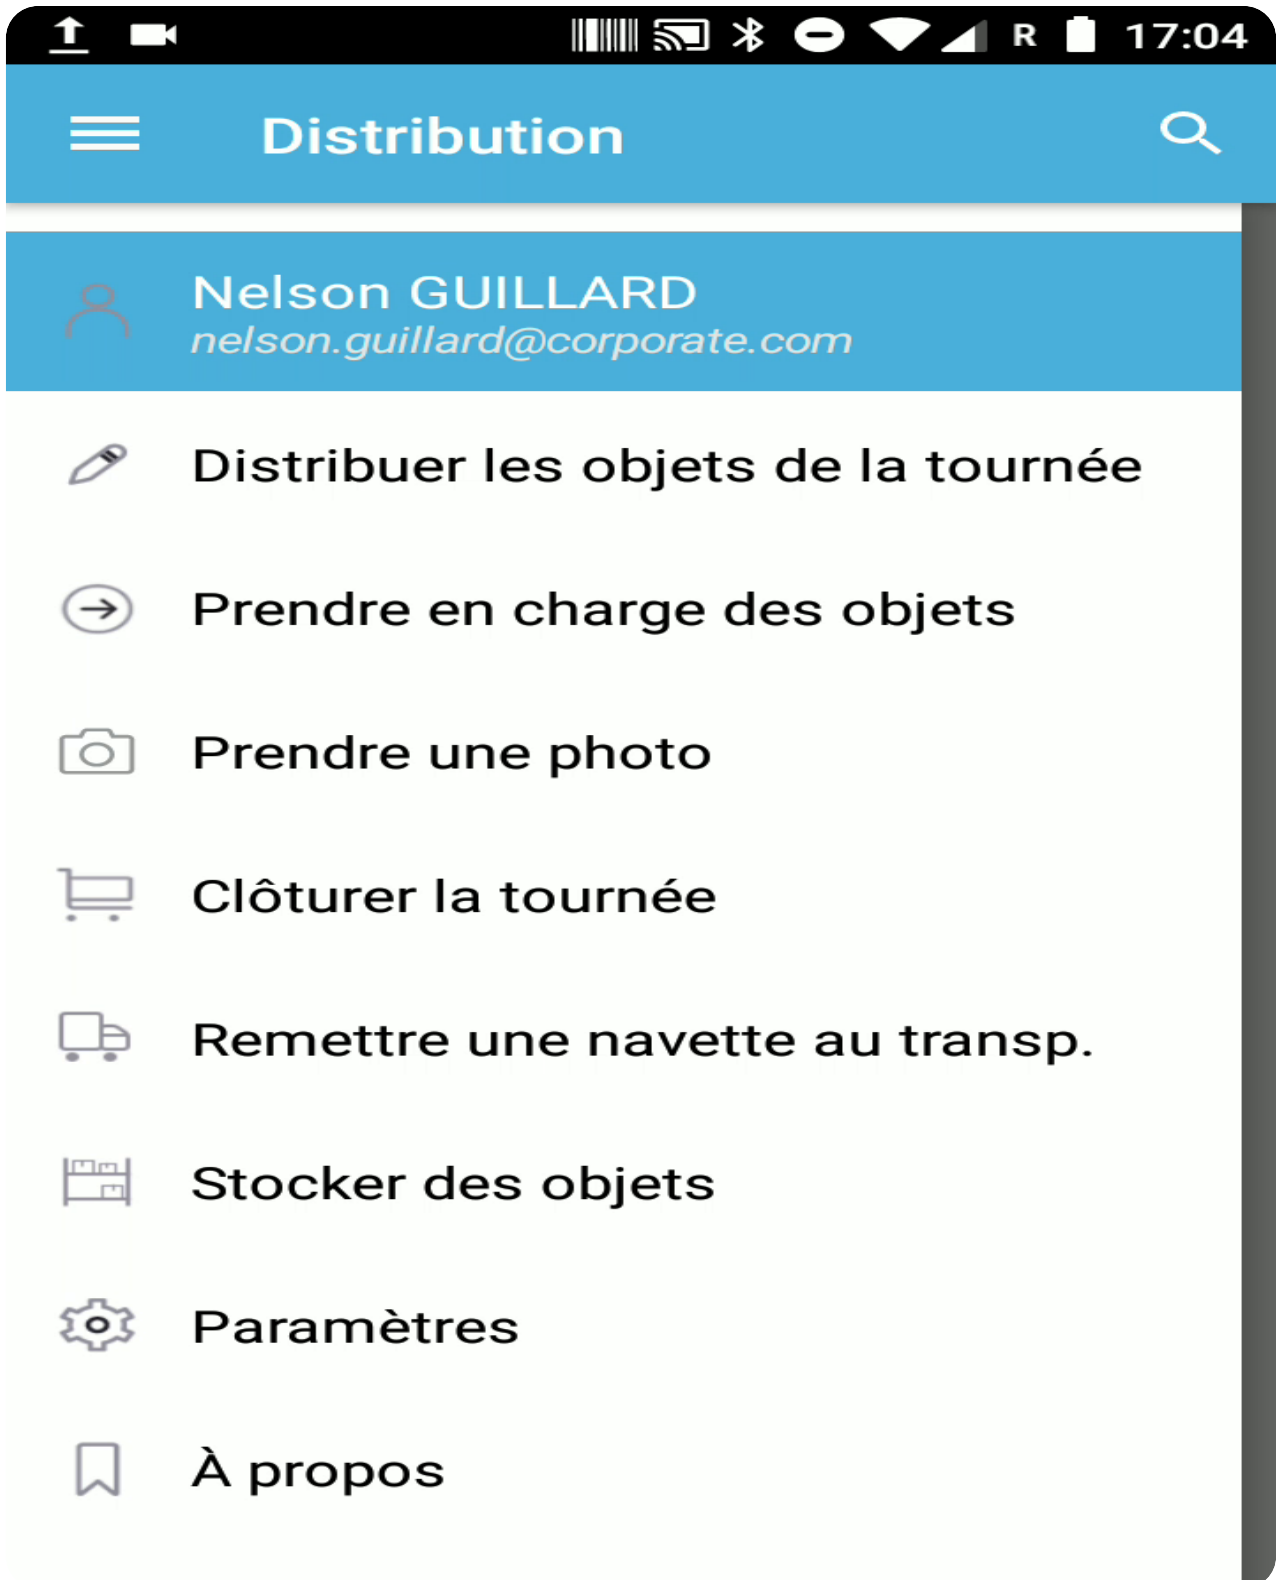 R 17:04
Distribution
Nelson GUILLARD
nelson.guillard@corporate.com
Distribuer les objets de la tournée
Prendre en charge des objets
Prendre une photo
Clôturer la tournée
Remettre une navette au transp.
Stocker des objets
Paramètres
À propos